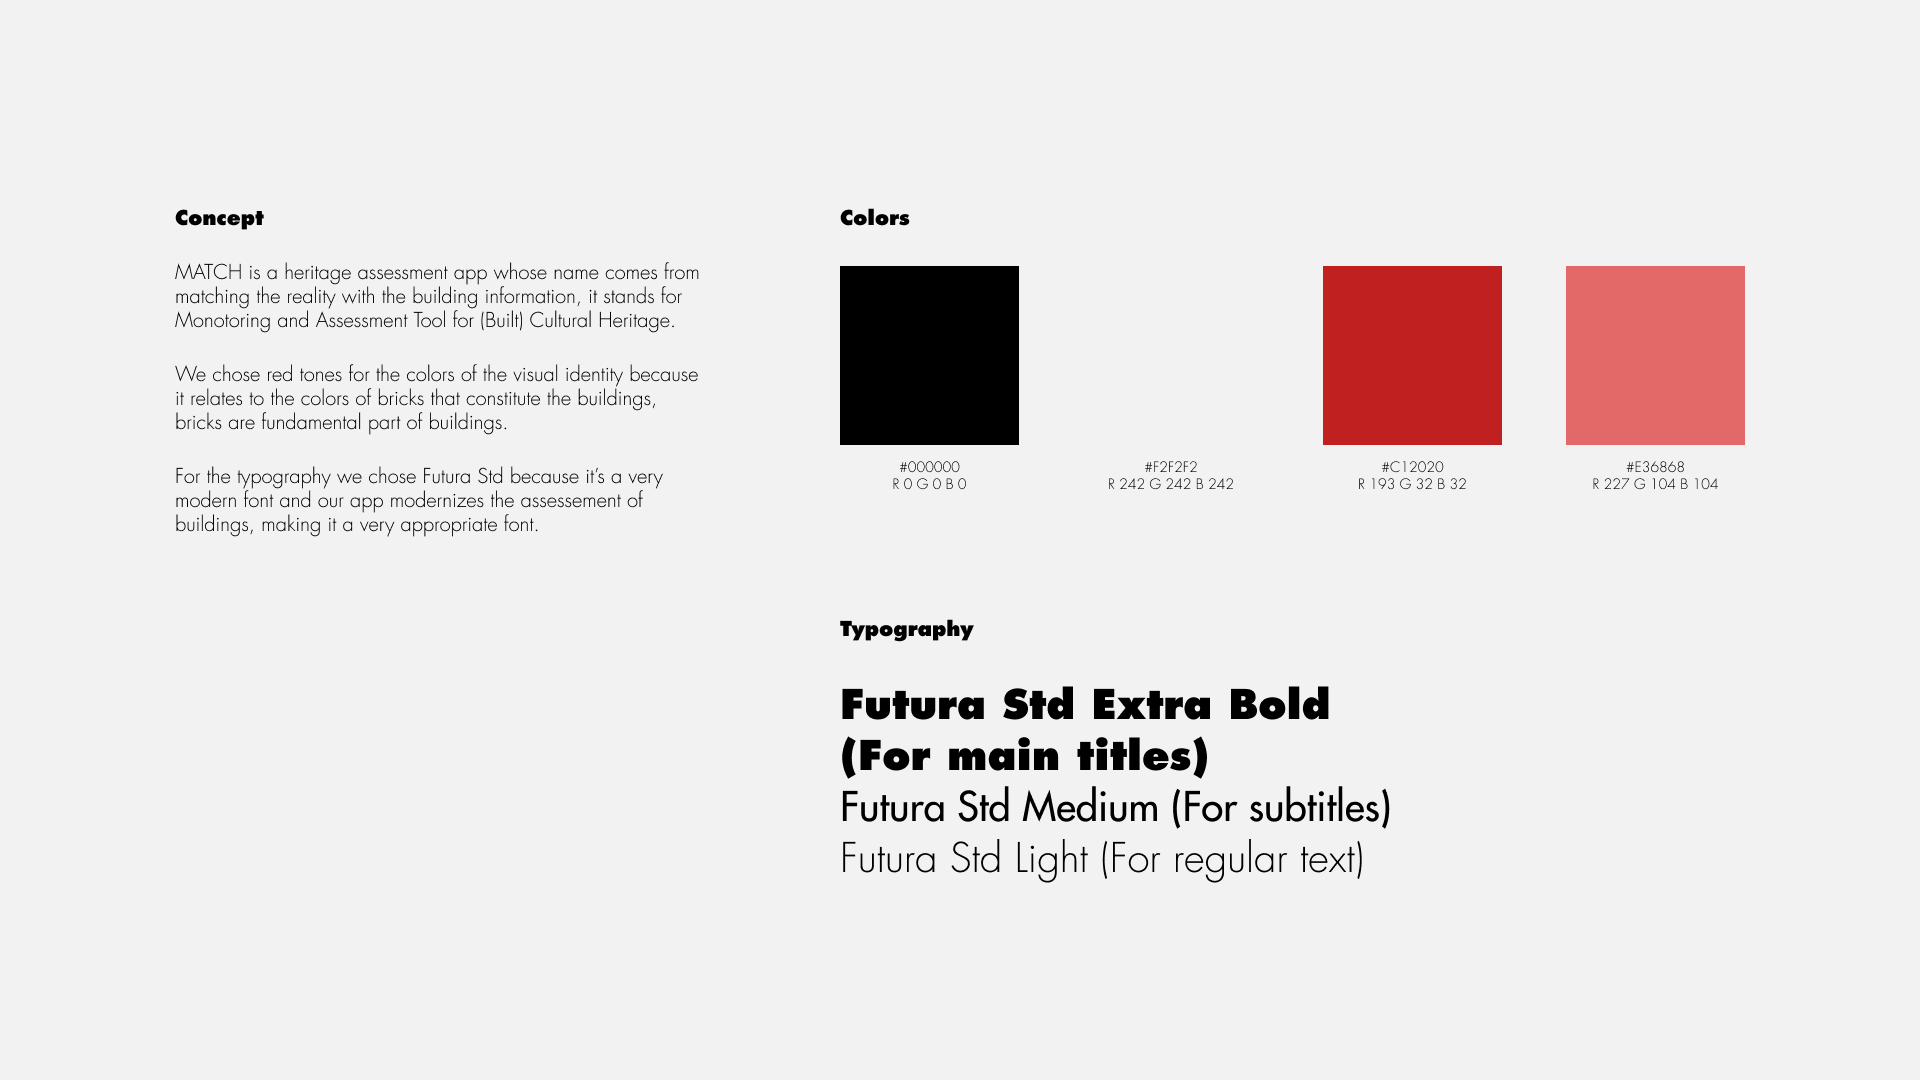 Concept
MATCH is a heritage assessment app whose name comes from
matching the reality with the building information, it stands for
Monotoring and Assessment Tool for (Built) Cultural Heritage.
We chose red tones for the colors of the visual identity because
it relates to the colors of bricks that constitute the buildings,
bricks are fundamental part of buildings.
For the typography we chose Futura Std because it’s a very
modern font and our app modernizes the assessement of
buildings, making it a very appropriate font.
Colors
#000000
R 0 G 0 B 0
#F2F2F2
R 242 G 242 B 242
#C12020
R 193 G 32 B 32
#E36868
R 227 G 104 B 104
Typography
Futura Std Extra Bold
(For main titles)
Futura Std Medium (For subtitles)
Futura Std Light (For regular text)